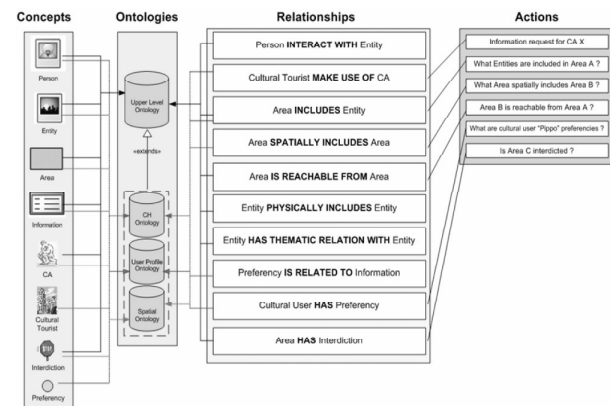 Concepts
Ontologies
Relationships
Actions
Person
Entity
Area
Information
CA
Cultural
Tourist
Interdiction
Preferency
Upper Level
Ontology
«extends»
CH
Ontology
User Profile
Ontology
Spatial
Ontology
Person INTERACT WITH Entity
Cultural Tourist MAKE USE OF CA
Area INCLUDES Entity
Area SPATIALLY INCLUDES Area
Area IS REACHABLE FROM Area
Entity PHYSICALLY INCLUDES Entity
Entity HAS THEMATIC RELATION WITH Entity
Preferency IS RELATED TO Information
Cultural User HAS Preferency
Area HAS Interdiction
Information request for CA X
What Entities are included in Area A ?
What Area spatially includes Area B ?
Area B is reachable from Area A ?
What are cultural user "Pippo" preferencies ?
Is Area C interdicted ?